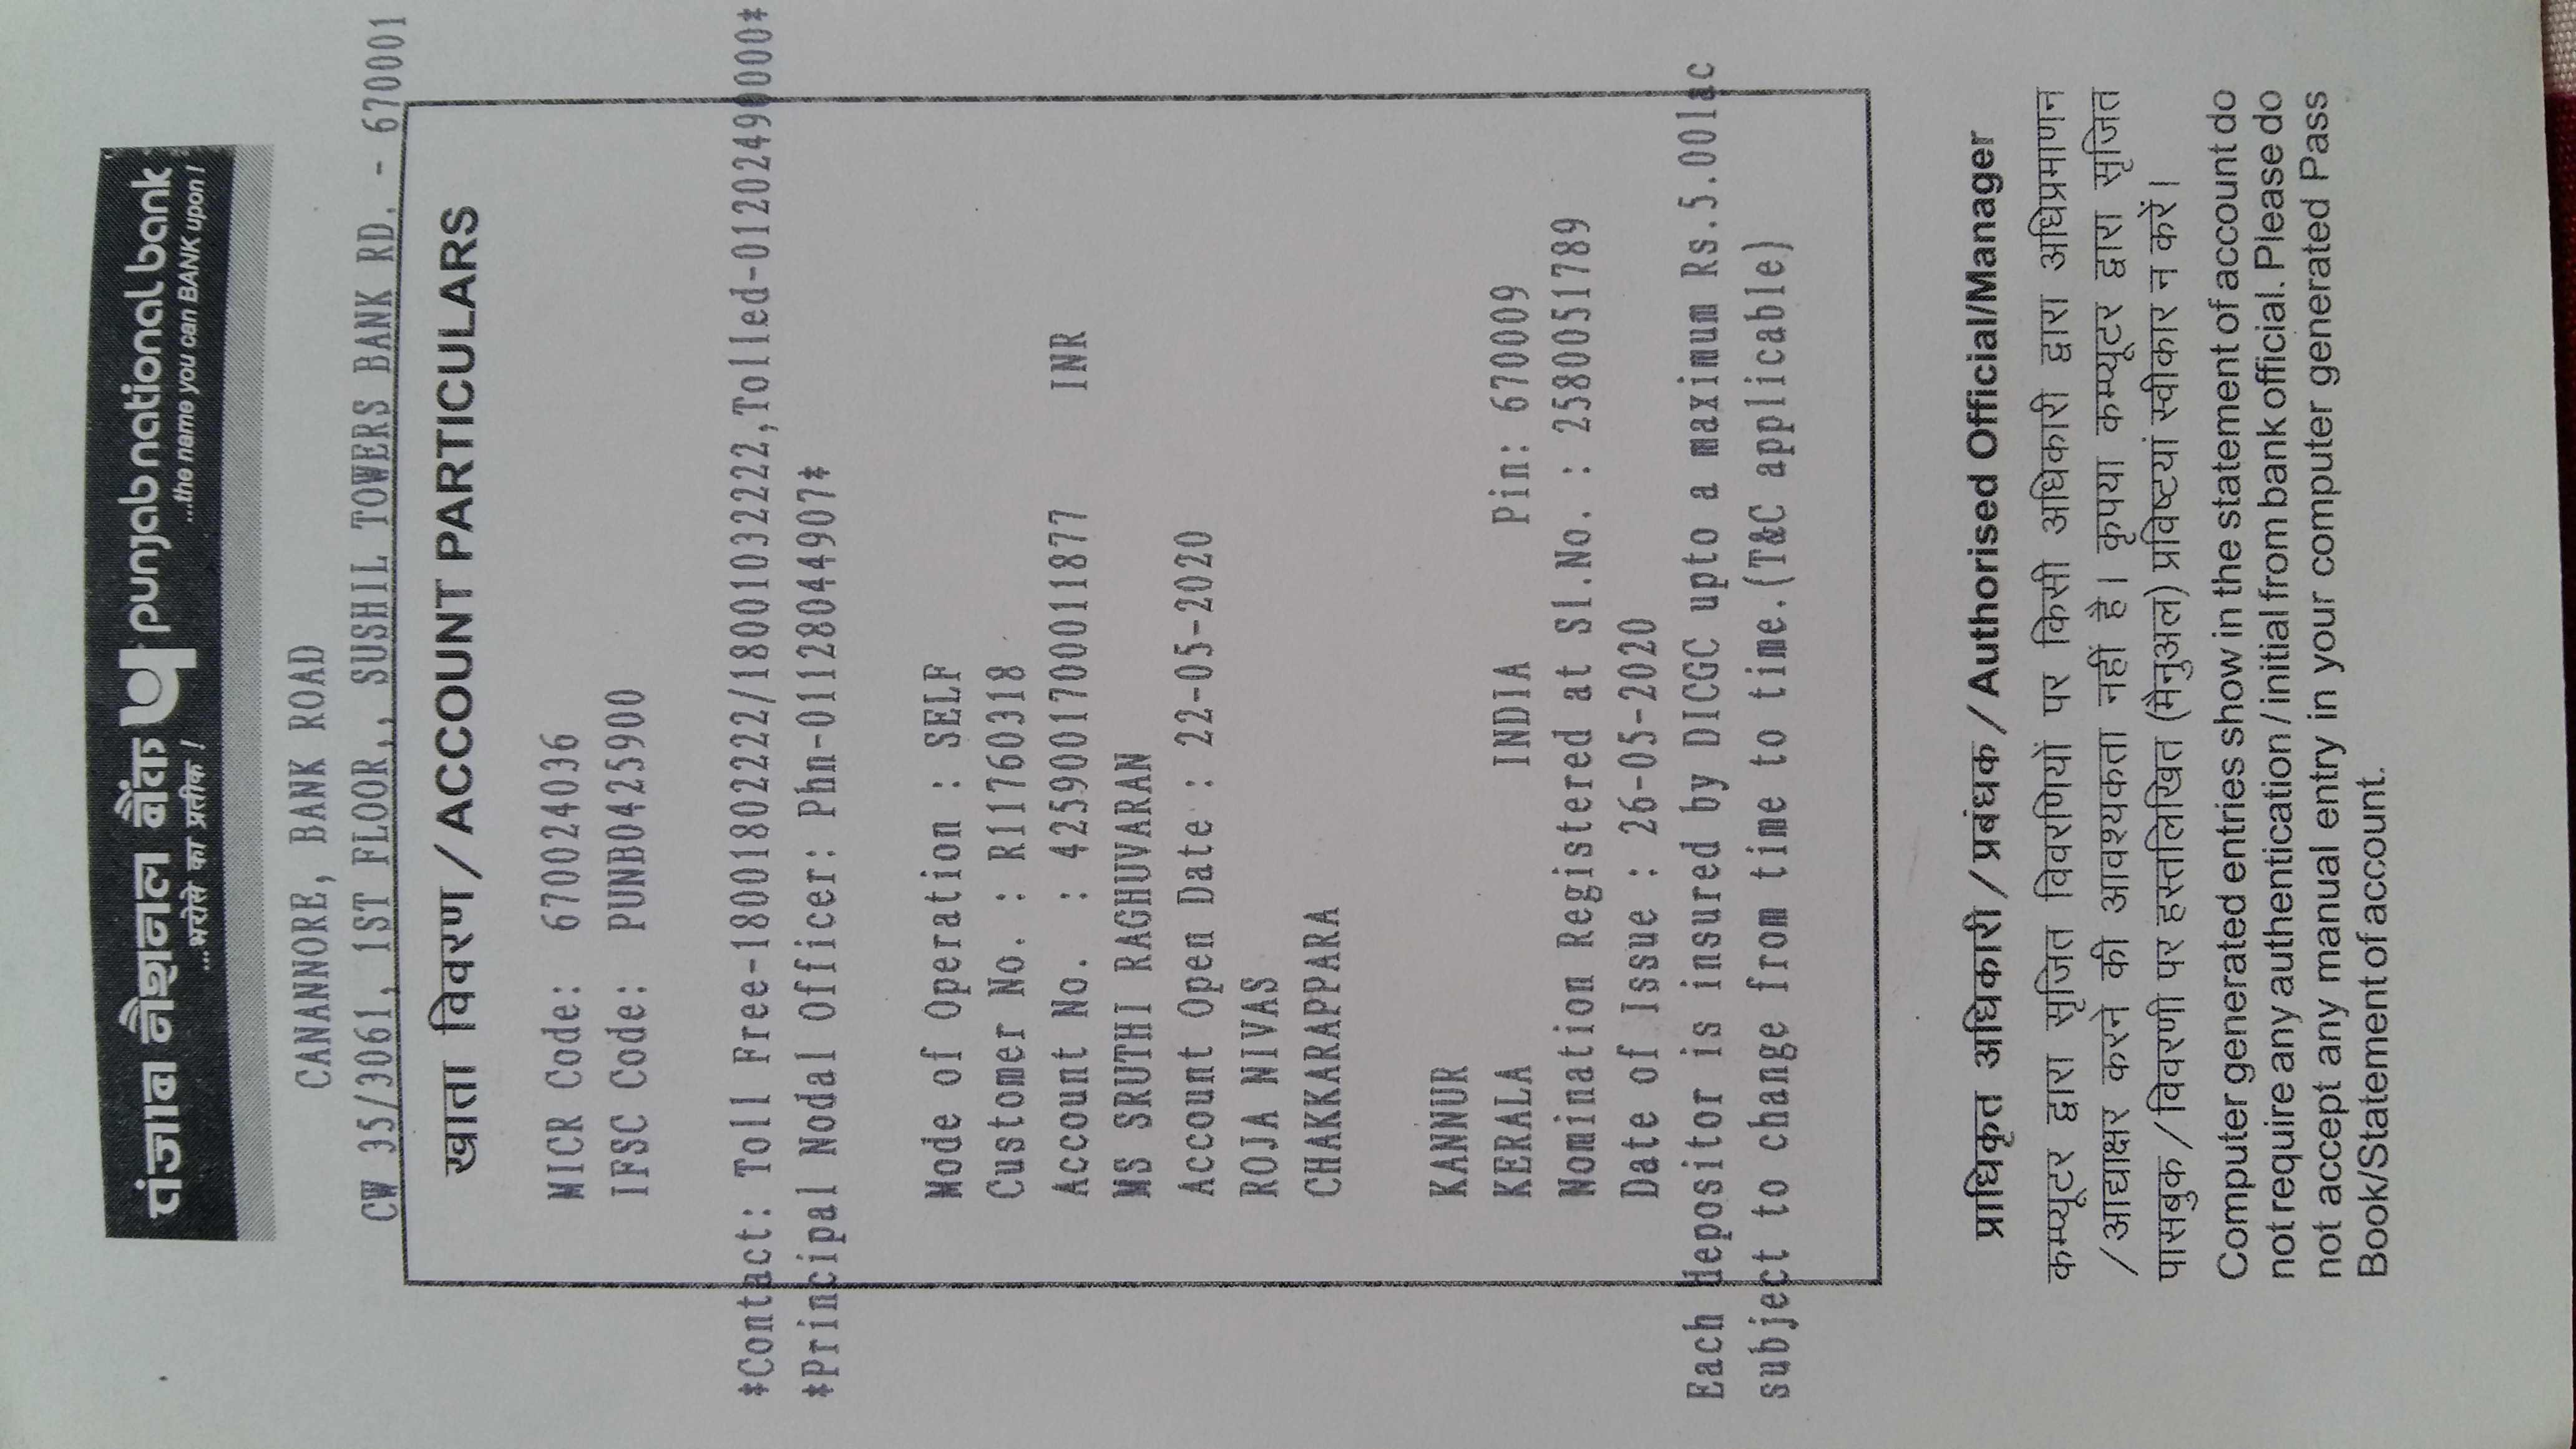 पंजाब नैशनल बैंक punjab national bank
...भरोसे का प्रतीक ! ...the name you can BANK upon !
CANANNORE, BANK ROAD
CW 35/3061, 1ST FLOOR,, SUSHIL TOWERS BANK RD. - 670001
खाता विवरण / ACCOUNT PARTICULARS
MICR Code: 670024036
IFSC Code: PUNB0425900
*Contact: Toll Free-18001802222/18001032222,Tolled-01202490000*
*Principal Nodal Officer: Phn-01128044907*
Mode of Operation : SELF
Customer No. : R11760318
Account No. : 4259001700011877 INR
MS SRUTHI RAGHUVARAN
Account Open Date : 22-05-2020
ROJA NIVAS
CHAKKARAPPARA
KANNUR
KERALA INDIA Pin: 670009
Nomination Registered at Sl.No. : 2580051789
Date of Issue : 26-05-2020
Each depositor is insured by DICGC upto a maximum Rs.5.00lac
subject to change from time to time.(T&C applicable)
प्राधिकृत अधिकारी / प्रबंधक / Authorised Official/Manager
कम्प्यूटर द्वारा सृजित विवरणियों पर किसी अधिकारी द्वारा अधिप्रमाणन
/ आद्याक्षर करने की आवश्यकता नहीं है। कृपया कम्प्यूटर द्वारा सृजित
पासबुक / विवरणी पर हस्तलिखित (मैनुअल) प्रविष्टयां स्वीकार न करें।
Computer generated entries show in the statement of account do
not require any authentication / initial from bank official. Please do
not accept any manual entry in your computer generated Pass
Book/Statement of account.